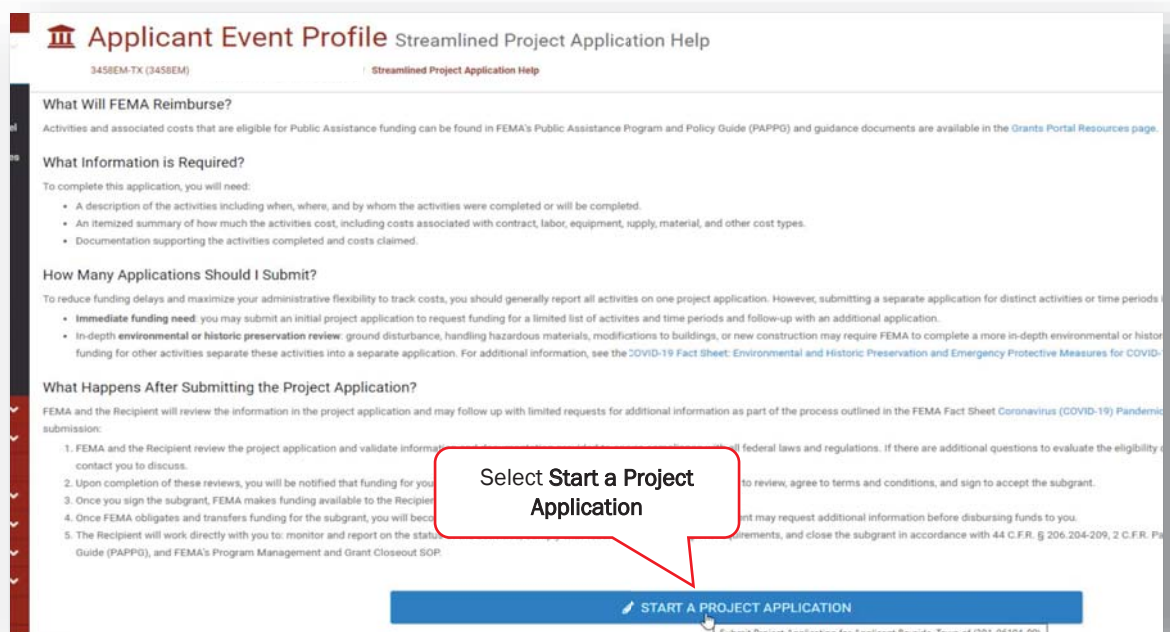 Applicant Event Profile Streamlined Project Application Help
3458EM-TX (3458EM) Streamlined Project Application Help
What Will FEMA Reimburse?
Activities and associated costs that are eligible for Public Assistance funding can be found in FEMA's Public Assistance Program and Policy Guide (PAPPG) and guidance documents are available in the Grants Portal Resources page.
What Information is Required?
To complete this application, you will need:
• A description of the activities including when, where, and by whom the activities were completed or will be completed.
• An itemized summary of how much the activities cost, including costs associated with contract, labor, equipment, supply, material, and other cost types.
• Documentation supporting the activities completed and costs claimed.
How Many Applications Should I Submit?
To reduce funding delays and maximize your administrative flexibility to track costs, you should generally report all activities on one project application. However, submitting a separate application for distinct activities or time periods
• Immediate funding need: you may submit an initial project application to request funding for a limited list of activites and time periods and follow-up with an additional application.
• In-depth environmental or historic preservation review: ground disturbance, handling hazardous materials, modifications to buildings, or new construction may require FEMA to complete a more in-depth environmental or histor
funding for other activities separate these activities into a separate application. For additional information, see the COVID-19 Fact Sheet: Environmental and Historic Preservation and Emergency Protective Measures for COVID-
What Happens After Submitting the Project Application?
FEMA and the Recipient will review the information in the project application and may follow up with limited requests for additional information as part of the process outlined in the FEMA Fact Sheet Coronavirus (COVID-19) Pandemic
submission:
1. FEMA and the Recipient review the project application and validate informa all federal laws and regulations. If there are additional questions to evaluate the eligibility
contact you to discuss.
2. Upon completion of these reviews, you will be notified that funding for you to review, agree to terms and conditions, and sign to accept the subgrant.
3. Once you sign the subgrant, FEMA makes funding available to the Recipien
4. Once FEMA obligates and transfers funding for the subgrant, you will beco nt may request additional information before disbursing funds to you.
5. The Recipient will work directly with you to: monitor and report on the status quirements, and close the subgrant in accordance with 44 C.F.R. § 206.204-209, 2 C.F.R. Pa
Guide (PAPPG), and FEMA's Program Management and Grant Closeout SOP.
Select Start a Project
Application
START A PROJECT APPLICATION